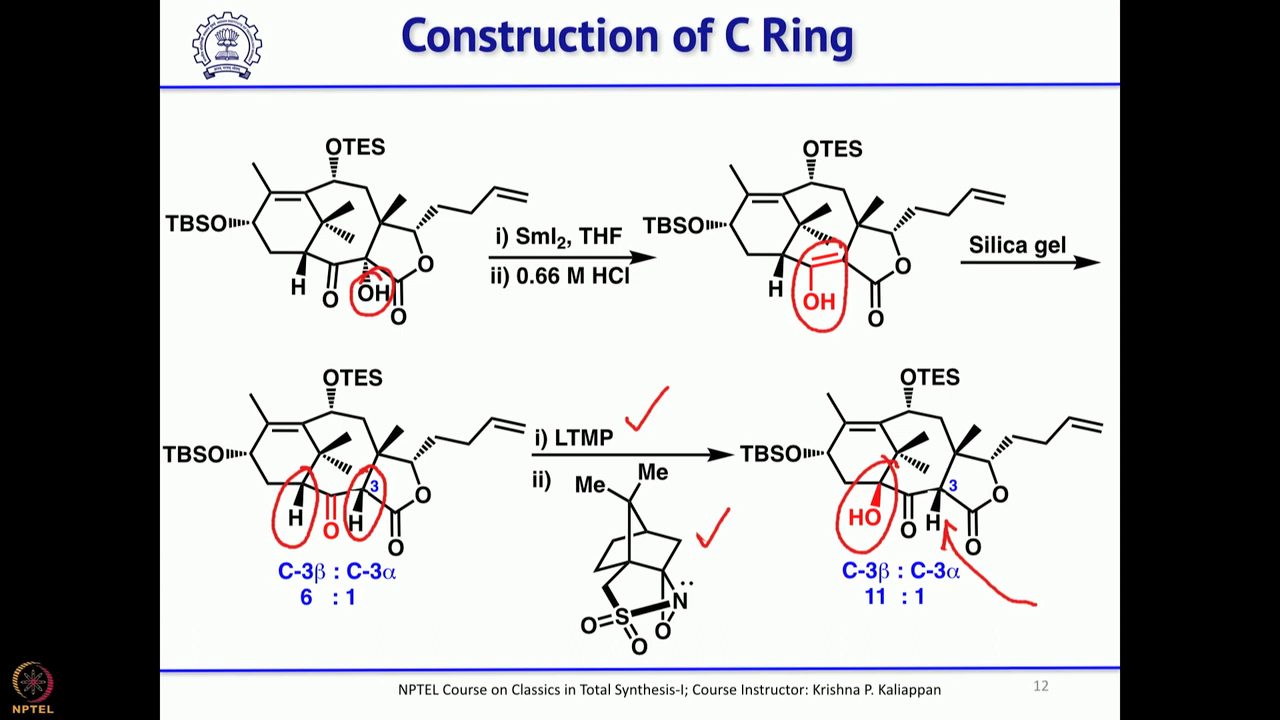 Construction of C Ring
OTES
TBSO
H
O
OH
O
O
i) SmI2, THF
ii) 0.66 M HCl
OTES
TBSO
H
OH
O
O
Silica gel
OTES
TBSO
H
O
H
3
O
O
C-3β : C-3α
6 : 1
i) LTMP
ii)
Me
Me
S
N
O
O
O
OTES
TBSO
HO
O
H
3
O
O
C-3β : C-3α
11 : 1
NPTEL Course on Classics in Total Synthesis-I; Course Instructor: Krishna P. Kaliappan
12
NPTEL